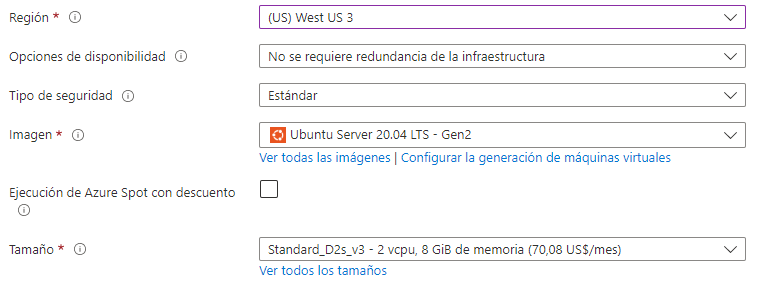 Región * (US) West US 3
Opciones de disponibilidad No se requiere redundancia de la infraestructura
Tipo de seguridad Estándar
Imagen * Ubuntu Server 20.04 LTS - Gen2
Ver todas las imágenes | Configurar la generación de máquinas virtuales
Ejecución de Azure Spot con descuento
Tamaño * Standard_D2s_v3 - 2 vcpu, 8 GiB de memoria (70,08 US$/mes)
Ver todos los tamaños